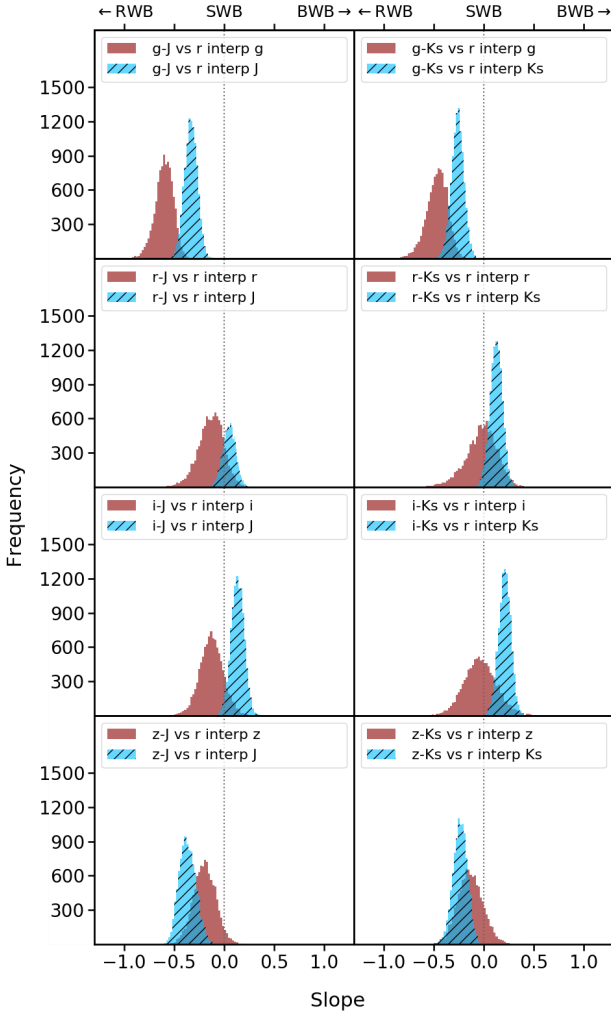 ← RWB SWB BWB → ← RWB SWB BWB →
g-J vs r interp g
g-J vs r interp J
g-Ks vs r interp g
g-Ks vs r interp Ks
1500
1200
900
600
300
r-J vs r interp r
r-J vs r interp J
r-Ks vs r interp r
r-Ks vs r interp Ks
1500
1200
900
600
300
i-J vs r interp i
i-J vs r interp J
i-Ks vs r interp i
i-Ks vs r interp Ks
1500
1200
900
600
300
z-J vs r interp z
z-J vs r interp J
z-Ks vs r interp z
z-Ks vs r interp Ks
1500
1200
900
600
300
Frequency
−1.0 −0.5 0.0 0.5 1.0 −1.0 −0.5 0.0 0.5 1.0
Slope